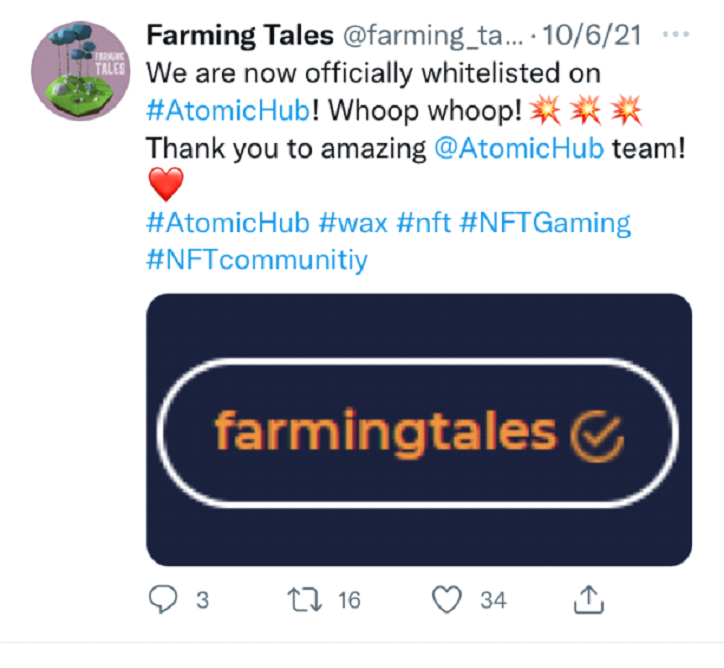 Farming Tales @farming_ta... · 10/6/21 ...
FARMING
TALES
We are now officially whitelisted on
#AtomicHub! Whoop whoop! 💥 💥 💥
Thank you to amazing @AtomicHub team!
❤️
#AtomicHub #wax #nft #NFTGaming
#NFTcommunitiy
farmingtales
3 16 34